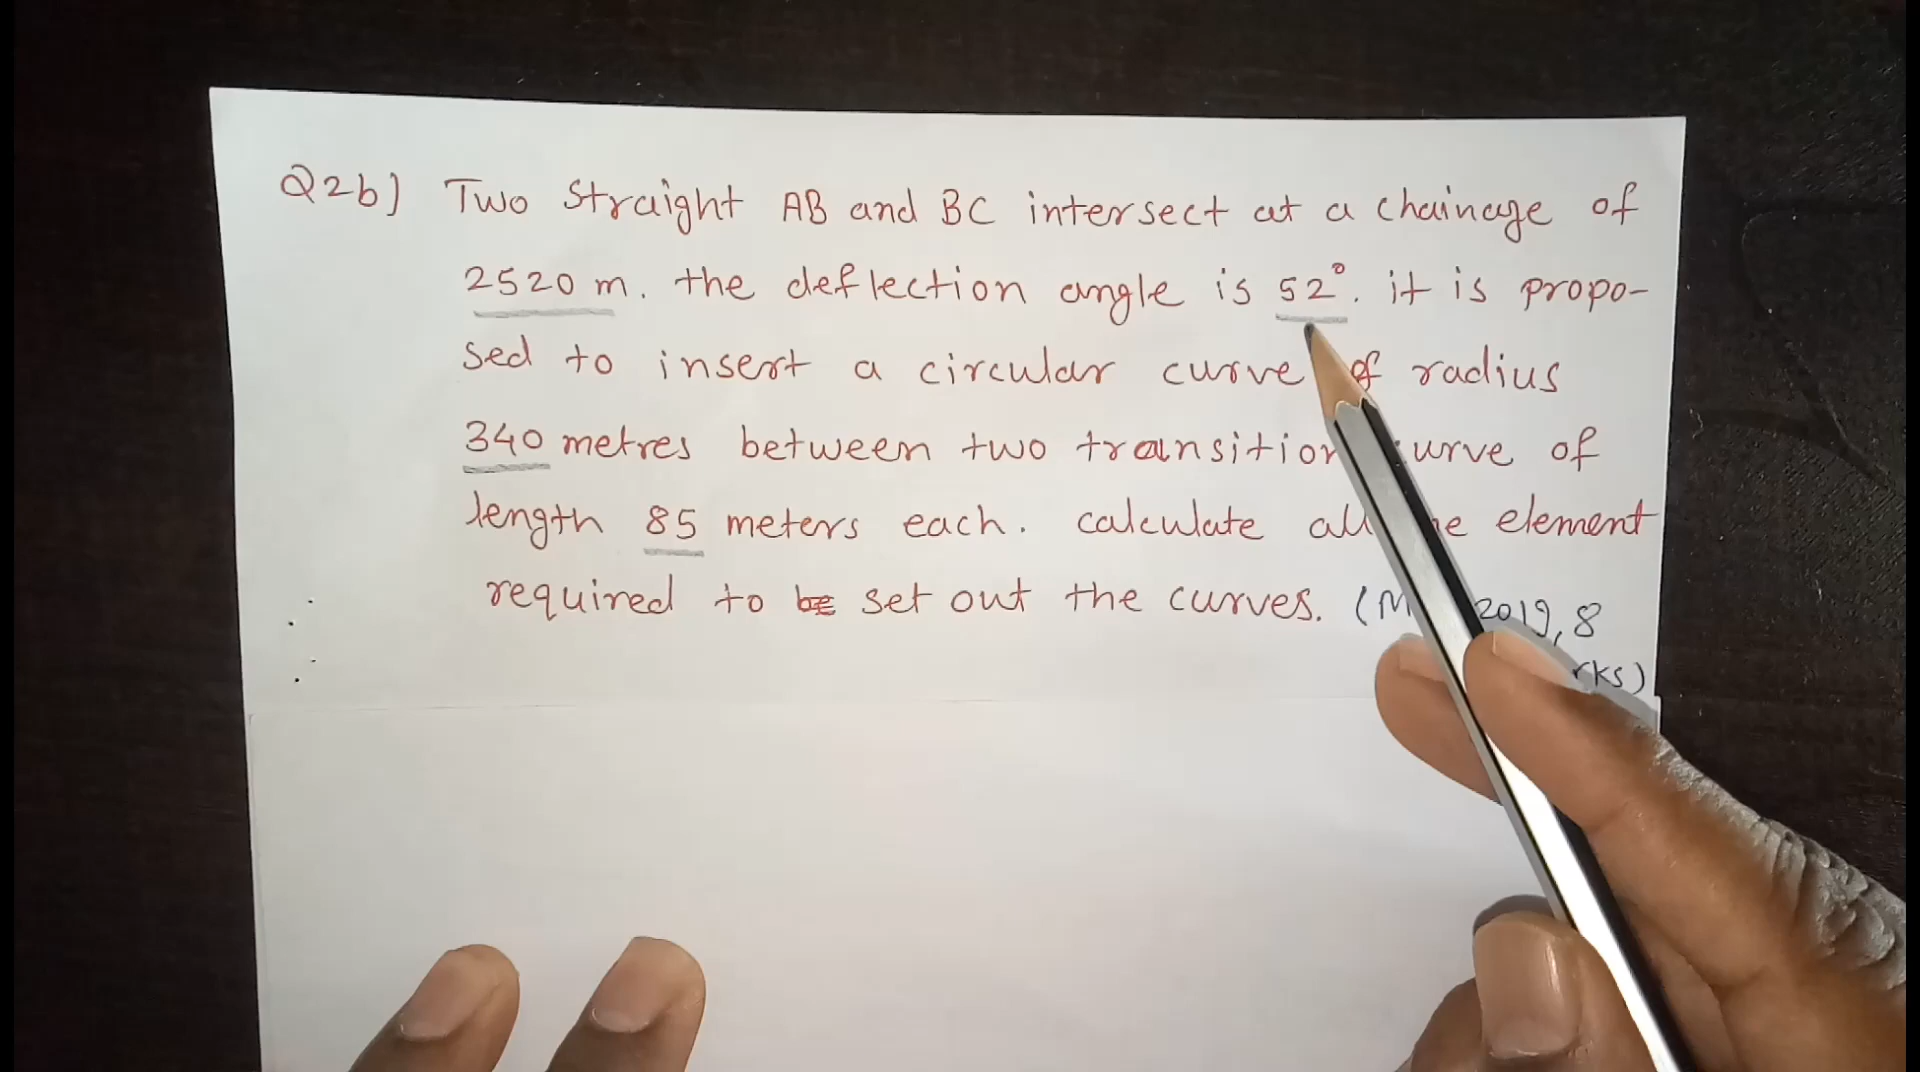 Q2b) Two Straight AB and BC intersect at a chainage of
2520 m. the deflection angle is 52°. it is propo-
sed to insert a circular curve of radius
340 metres between two transition urve of
length 85 meters each. calculate all e element
required to be set out the curves. (M 2019, 8
rks)